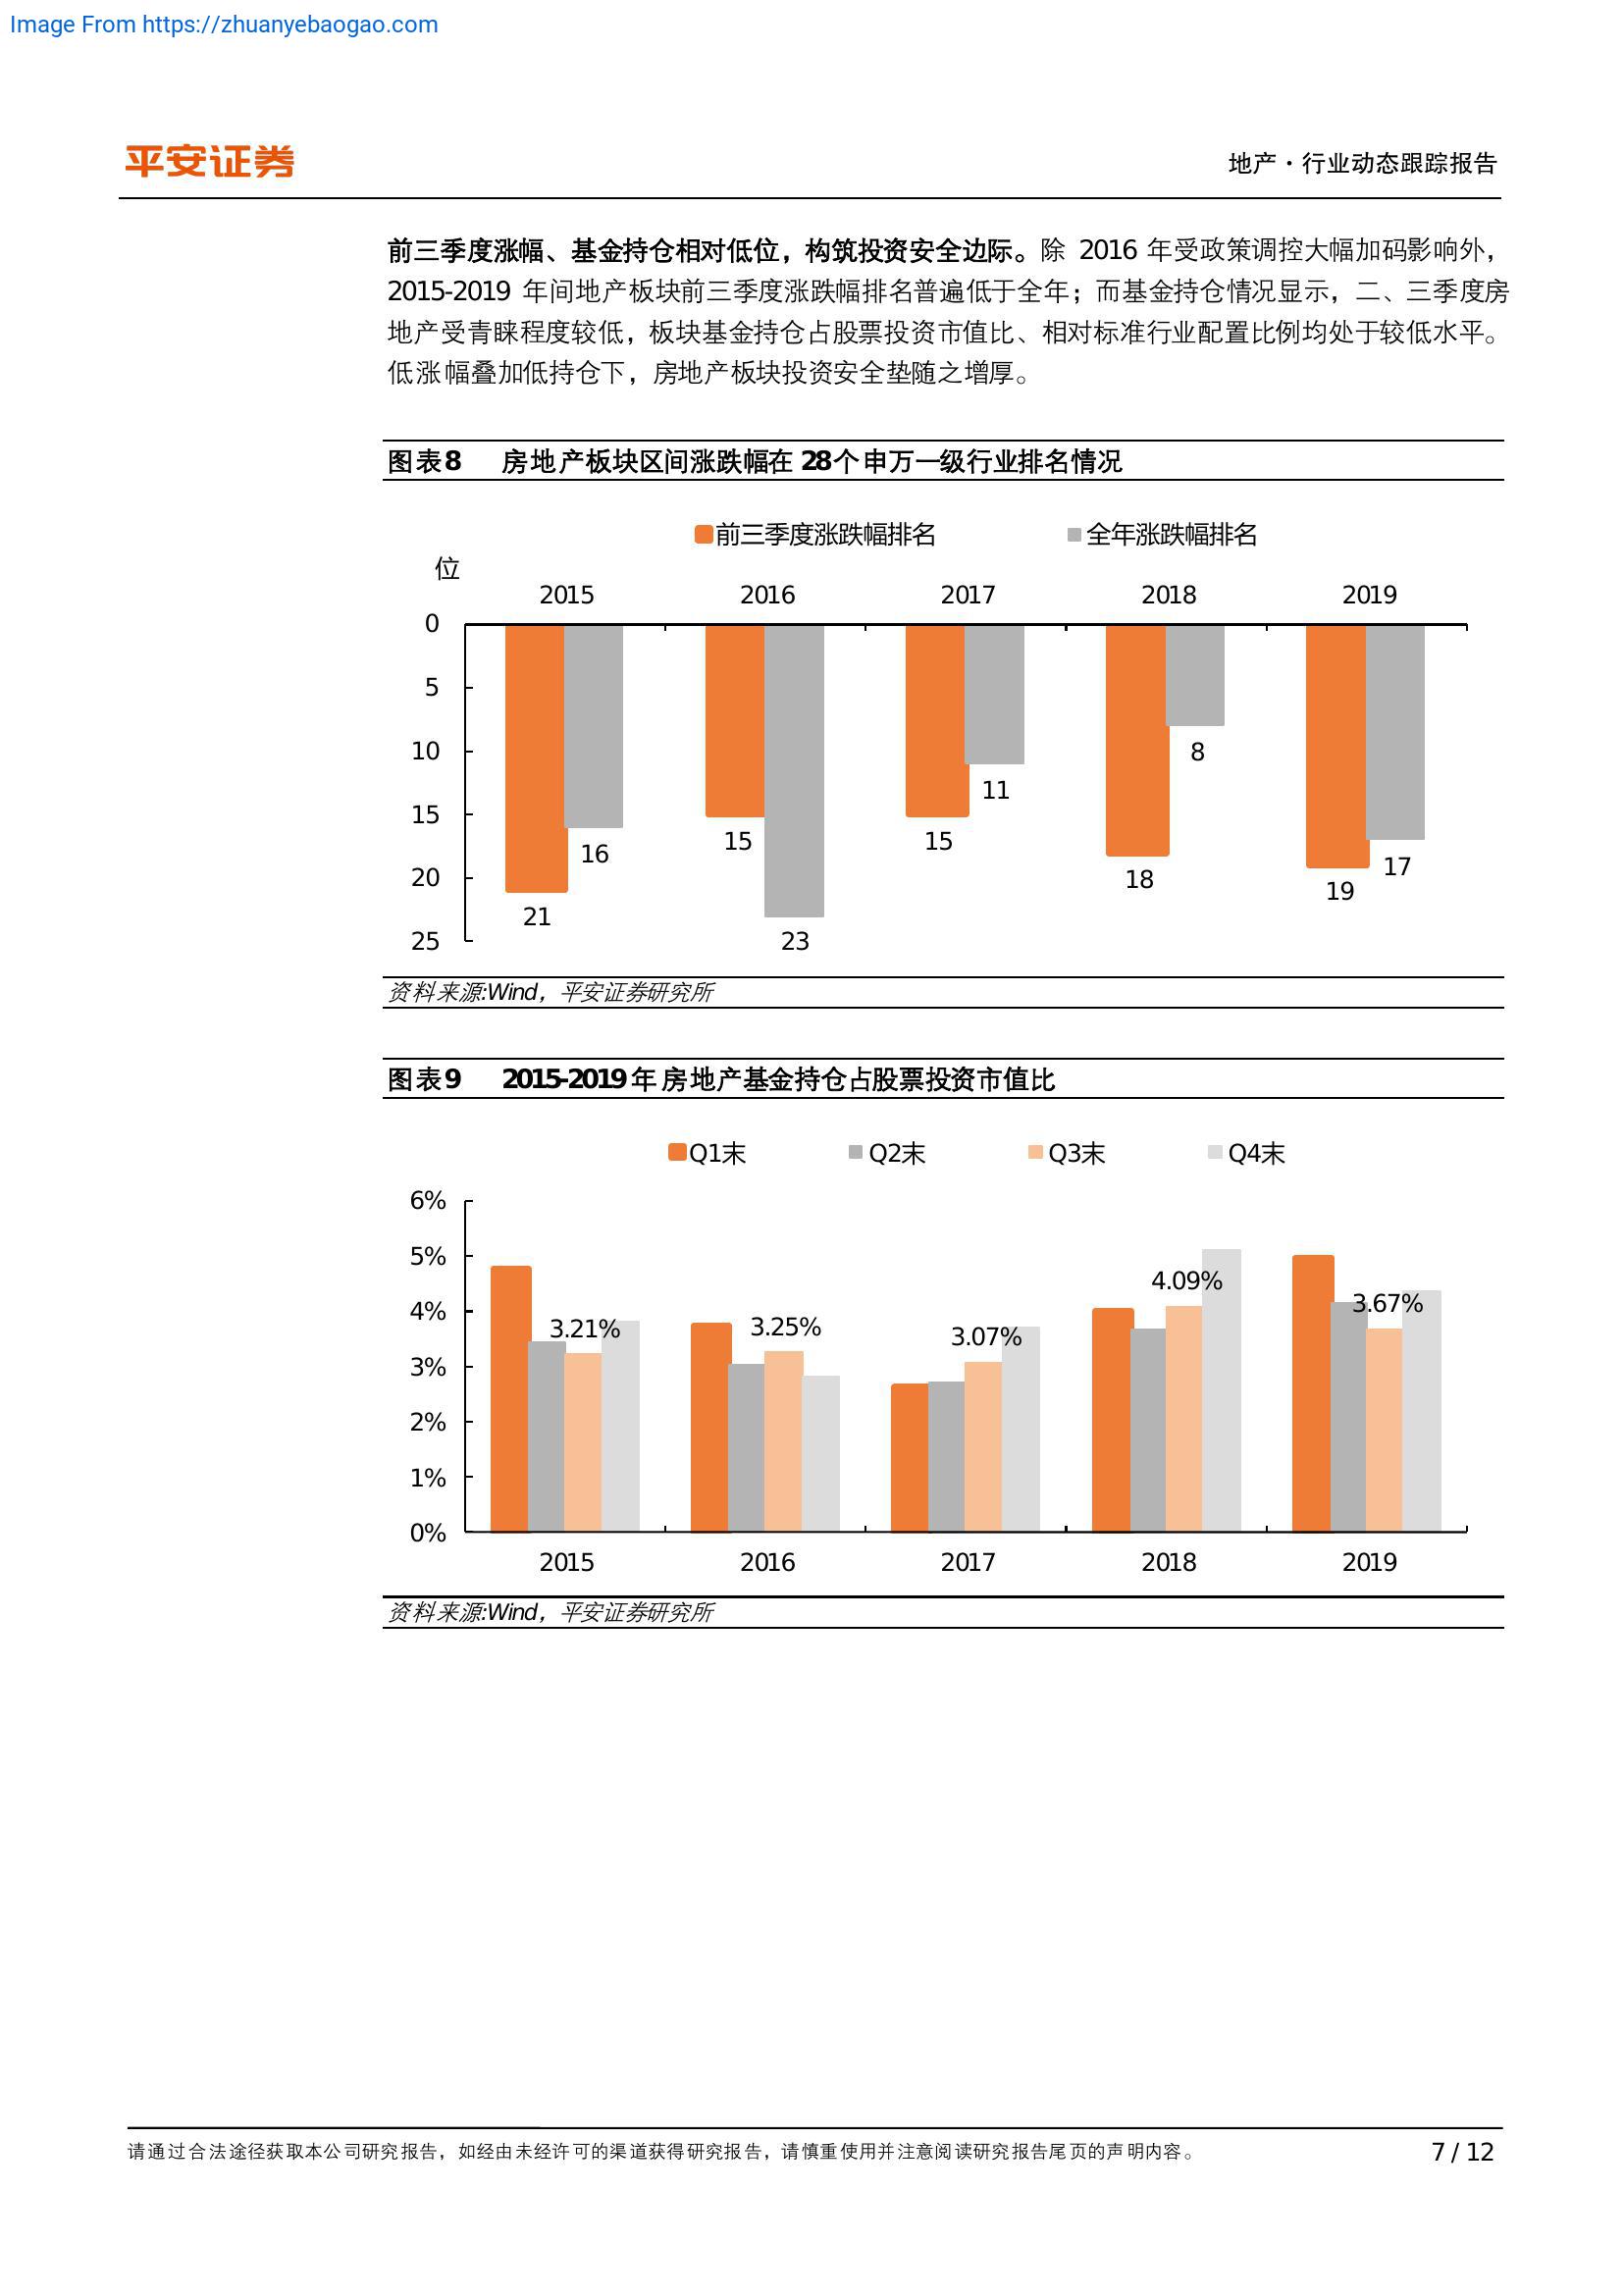 Image From https://zhuanyebaogao.com
平安证券
地产·行业动态跟踪报告
前三季度涨幅、基金持仓相对低位，构筑投资安全边际。除 2016 年受政策调控大幅加码影响外，
2015-2019 年间地产板块前三季度涨跌幅排名普遍低于全年；而基金持仓情况显示，二、三季度房
地产受青睐程度较低，板块基金持仓占股票投资市值比、相对标准行业配置比例均处于较低水平。
低涨幅叠加低持仓下，房地产板块投资安全垫随之增厚。
图表8 房地产板块区间涨跌幅在 28个申万一级行业排名情况
前三季度涨跌幅排名 全年涨跌幅排名
位
2015 2016 2017 2018 2019
0
5
10
15
20
25
21 16 15 23 15 11 18 8 19 17
资料来源:Wind，平安证券研究所
图表9 2015-2019年房地产基金持仓占股票投资市值比
Q1末 Q2末 Q3末 Q4末
6%
5%
4%
3%
2%
1%
0%
3.21% 3.25% 3.07% 4.09% 3.67%
2015 2016 2017 2018 2019
资料来源:Wind，平安证券研究所
请通过合法途径获取本公司研究报告，如经由未经许可的渠道获得研究报告，请慎重使用并注意阅读研究报告尾页的声明内容。
7 / 12